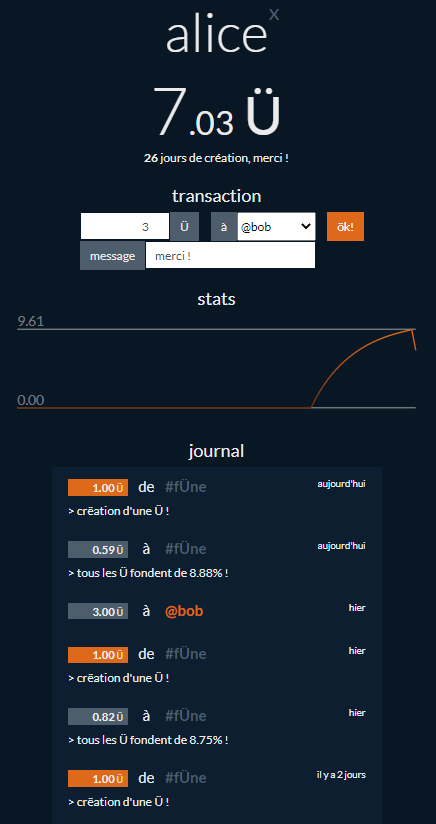 alice x
7.03 Ü
26 jours de création, merci !
transaction
3 Ü à @bob ök!
message merci !
stats
9.61
0.00
journal
1.00 Ü de #fÜne aujourd'hui
> crëation d'une Ü !
0.59 Ü à #fÜne aujourd'hui
> tous les Ü fondent de 8.88% !
3.00 Ü à @bob hier
1.00 Ü de #fÜne hier
> crëation d'une Ü !
0.82 Ü à #fÜne hier
> tous les Ü fondent de 8.75% !
1.00 Ü de #fÜne il y a 2 jours
> crëation d'une Ü !